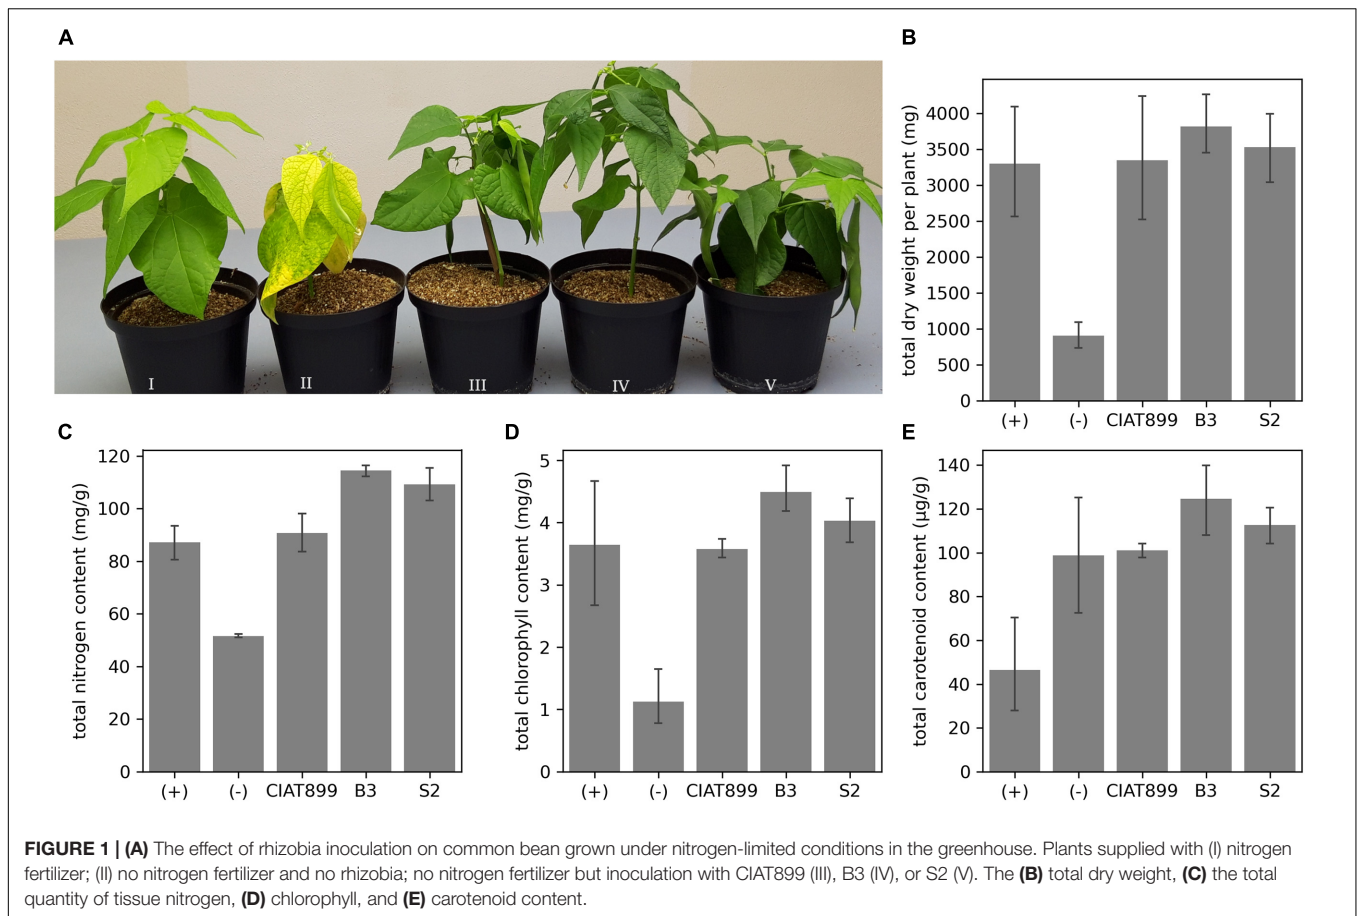 A
I
II
III
IV
V
B
total dry weight per plant (mg)
4000
3500
3000
2500
2000
1500
1000
500
0
(+)
(-)
CIAT899
B3
S2
C
total nitrogen content (mg/g)
120
100
80
60
40
20
0
(+)
(-)
CIAT899
B3
S2
D
total chlorophyll content (mg/g)
5
4
3
2
1
0
(+)
(-)
CIAT899
B3
S2
E
total carotenoid content (µg/g)
140
120
100
80
60
40
20
0
(+)
(-)
CIAT899
B3
S2
FIGURE 1 | (A) The effect of rhizobia inoculation on common bean grown under nitrogen-limited conditions in the greenhouse. Plants supplied with (I) nitrogen
fertilizer; (II) no nitrogen fertilizer and no rhizobia; no nitrogen fertilizer but inoculation with CIAT899 (III), B3 (IV), or S2 (V). The (B) total dry weight, (C) the total
quantity of tissue nitrogen, (D) chlorophyll, and (E) carotenoid content.